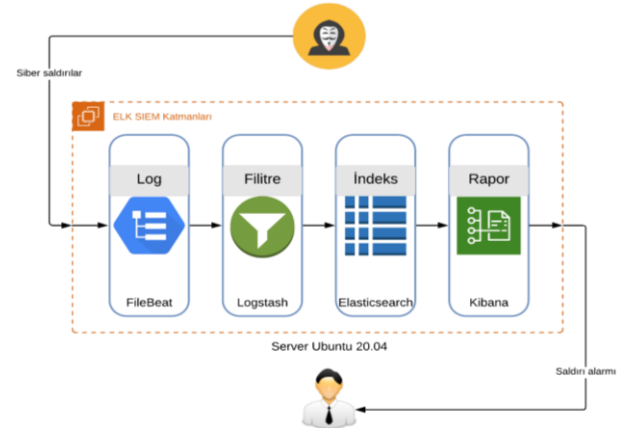 Siber saldırılar
ELK SIEM Katmanları
Log
Filitre
İndeks
Rapor
FileBeat
Logstash
Elasticsearch
Kibana
Server Ubuntu 20.04
Saldırı alarmı